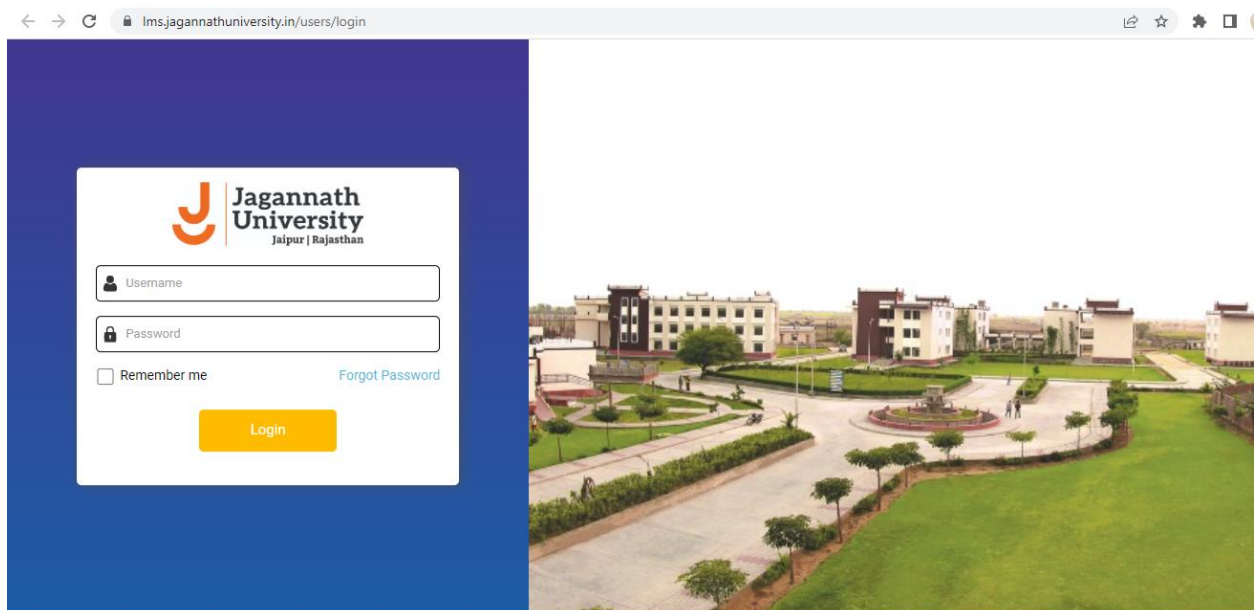 lms.jagannathuniversity.in/users/login
Jagannath
University
Jaipur | Rajasthan
Username
Password
Remember me
Forgot Password
Login